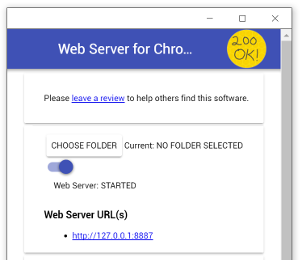 Web Server for Chro...
200
OK!
Please leave a review to help others find this software.
CHOOSE FOLDER Current: NO FOLDER SELECTED
Web Server: STARTED
Web Server URL(s)
http://127.0.0.1:8887